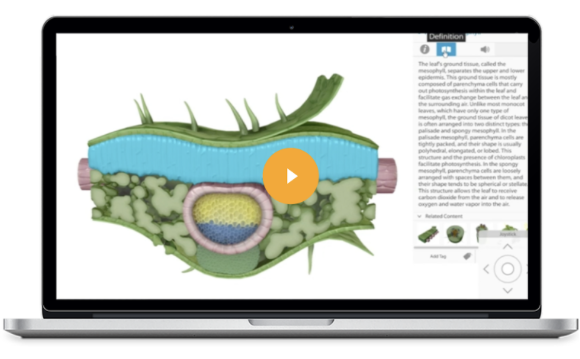 Definition
The leaf's ground tissue, called the
mesophyll, separates the upper and lower
epidermis. This ground tissue is mostly
composed of parenchyma cells that carry
out photosynthesis within the leaf and
facilitate gas exchange between the leaf an
the surrounding air. Unlike most monocot
leaves, which have only one type of
mesophyll, the ground tissue of dicot leave
is often arranged into two distinct types: th
palisade and spongy mesophyll. In the
palisade mesophyll, parenchyma cells are
tightly packed, and their shape is usually
polyhedral, elongated, or lobed. This
structure and the presence of chloroplasts
facilitate photosynthesis. In the spongy
mesophyll, parenchyma cells are loosely
arranged with spaces between them, and
their shape tends to be spherical or stellate
This structure allows the leaf to receive
carbon dioxide from the air and to release
oxygen and water vapor into the air.
Related Content
Add Tag